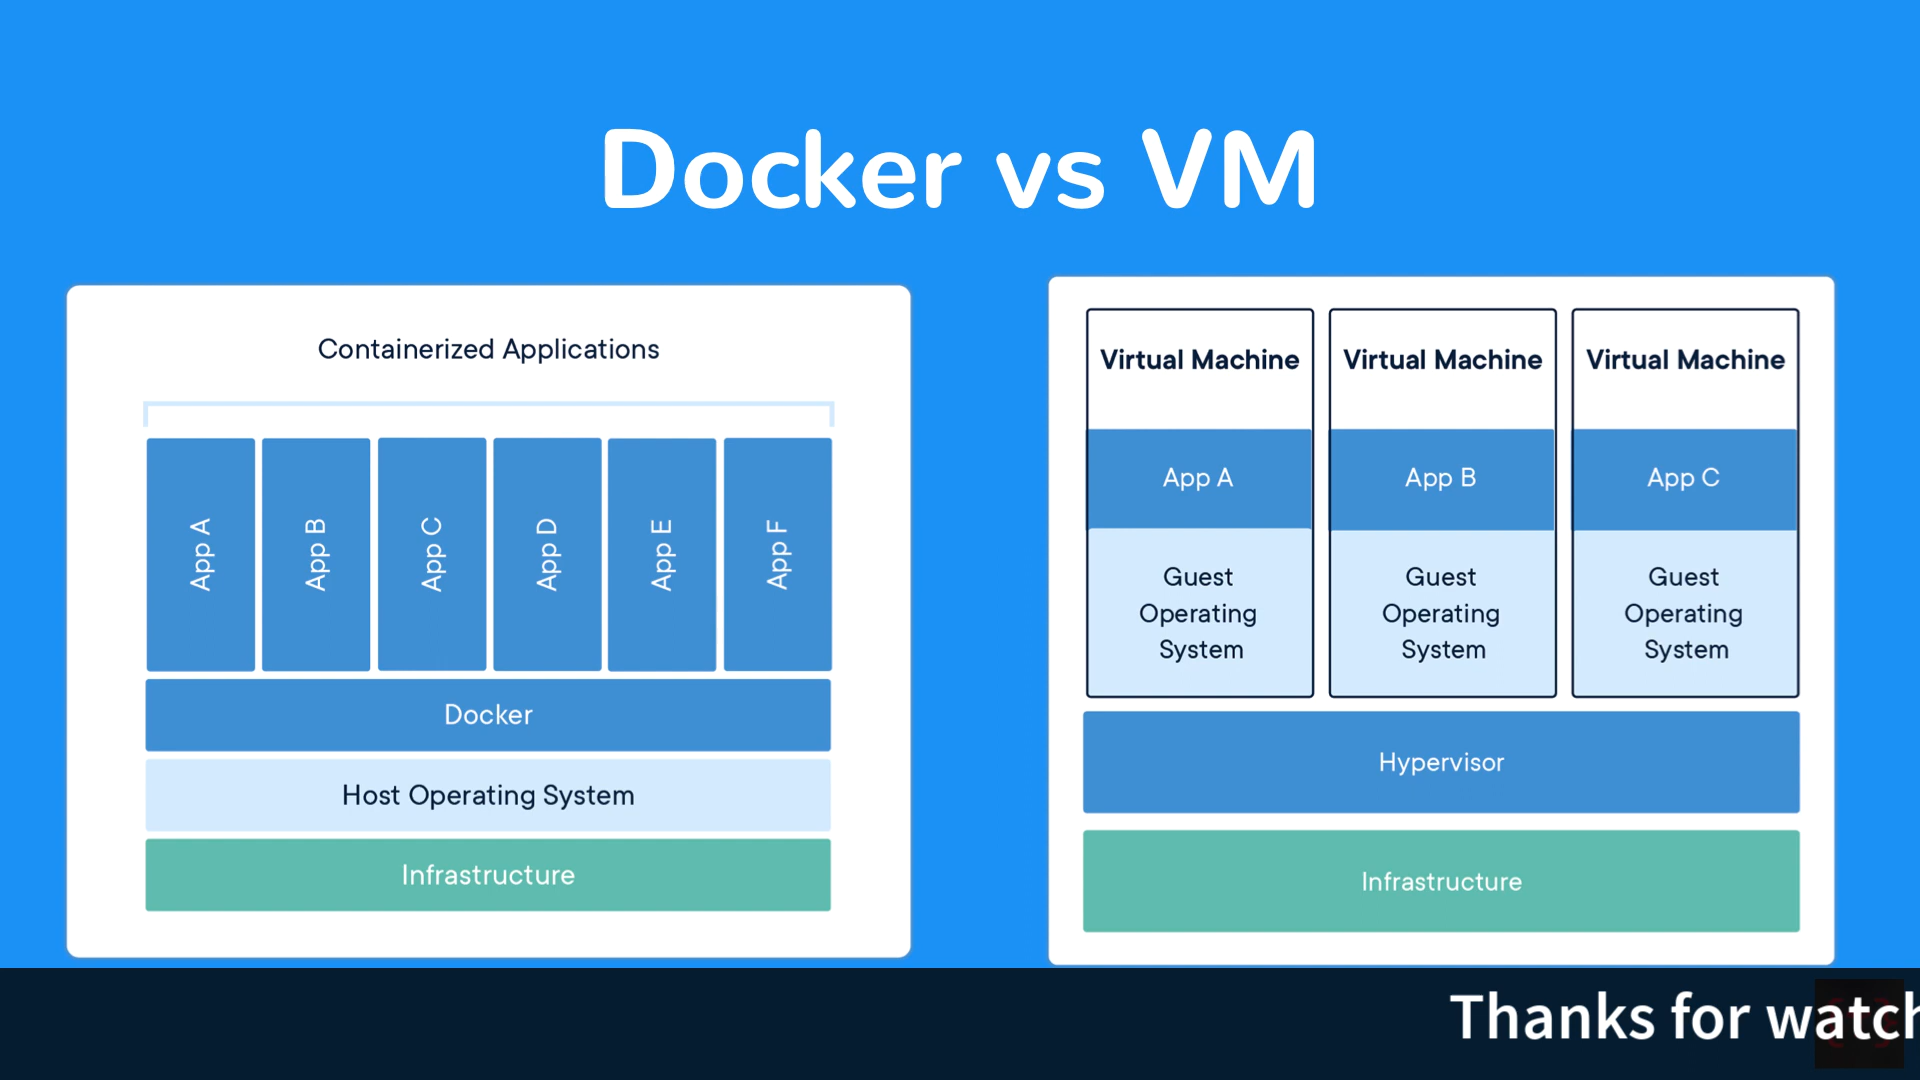 Docker vs VM
Containerized Applications
App A
App B
App C
App D
App E
App F
Docker
Host Operating System
Infrastructure
Virtual Machine
App A
Guest
Operating
System
Virtual Machine
App B
Guest
Operating
System
Virtual Machine
App C
Guest
Operating
System
Hypervisor
Infrastructure
Thanks for watch